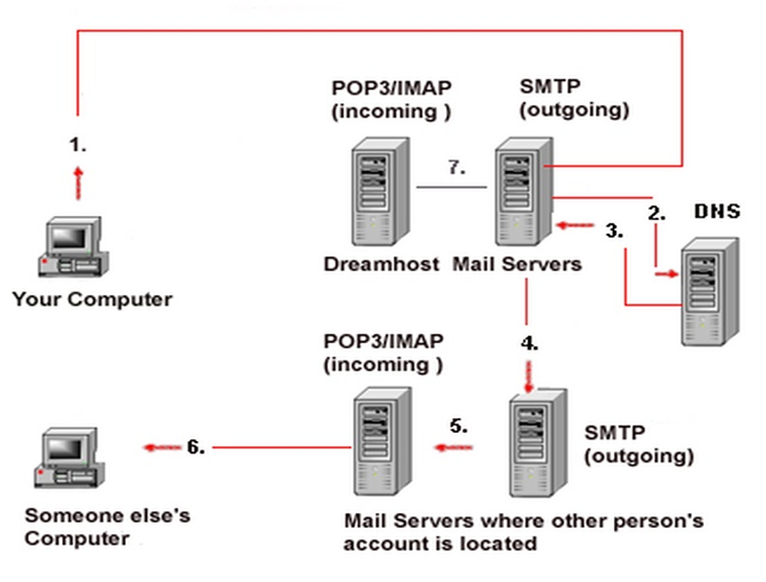 POP3/IMAP
(incoming )
SMTP
(outgoing)
1.
7.
2.
DNS
3.
Dreamhost Mail Servers
Your Computer
POP3/IMAP
(incoming )
4.
5.
6.
SMTP
(outgoing)
Someone else's
Computer
Mail Servers where other person's
account is located